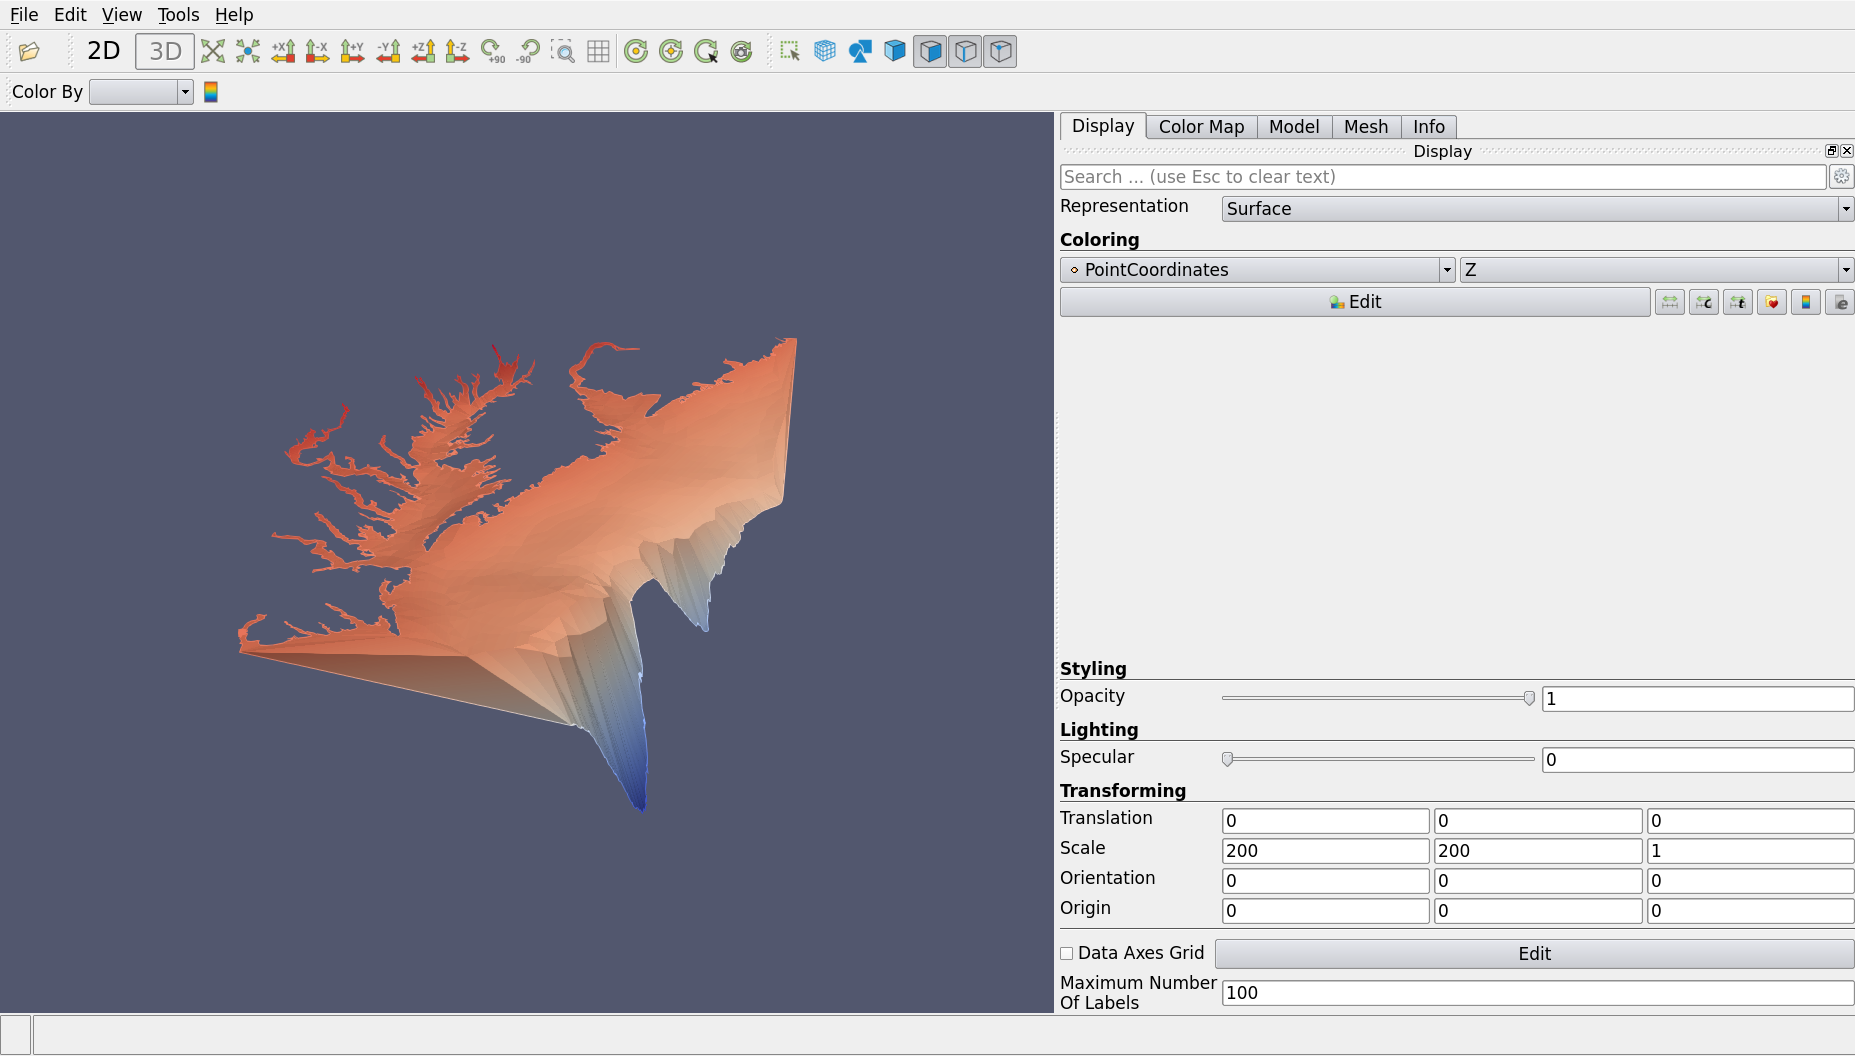 File Edit View Tools Help
2D 3D +X -X +Y -Y +Z -Z +90 -90
Color By
Display Color Map Model Mesh Info
Display
Search ... (use Esc to clear text)
Representation Surface
Coloring
PointCoordinates Z
Edit c t e
Styling
Opacity 1
Lighting
Specular 0
Transforming
Translation 0 0 0
Scale 200 200 1
Orientation 0 0 0
Origin 0 0 0
Data Axes Grid Edit
Maximum Number
Of Labels 100